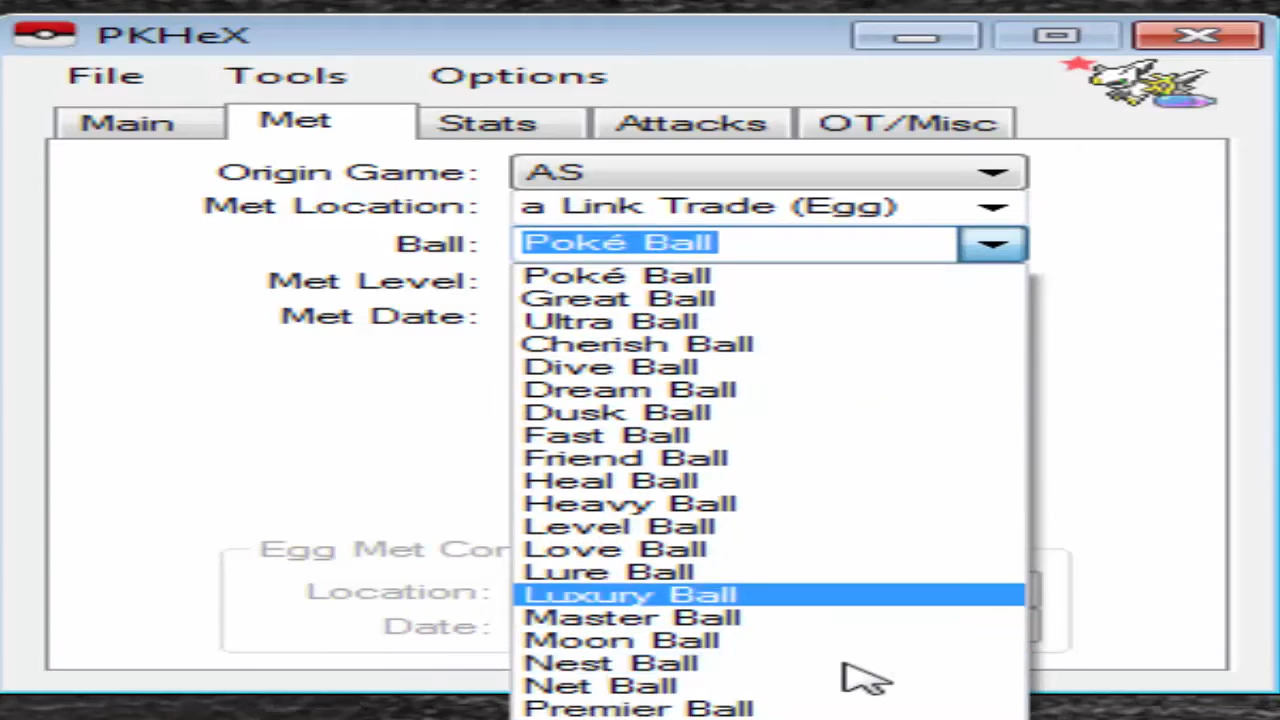 PKHeX
File Tools Options
Main Met Stats Attacks OT/Misc
Origin Game: AS
Met Location: a Link Trade (Egg)
Ball: Poké Ball
Met Level:
Met Date:
Poké Ball
Great Ball
Ultra Ball
Cherish Ball
Dive Ball
Dream Ball
Dusk Ball
Fast Ball
Friend Ball
Heal Ball
Heavy Ball
Level Ball
Love Ball
Lure Ball
Luxury Ball
Master Ball
Moon Ball
Nest Ball
Net Ball
Premier Ball
Egg Met Con
Location:
Date: